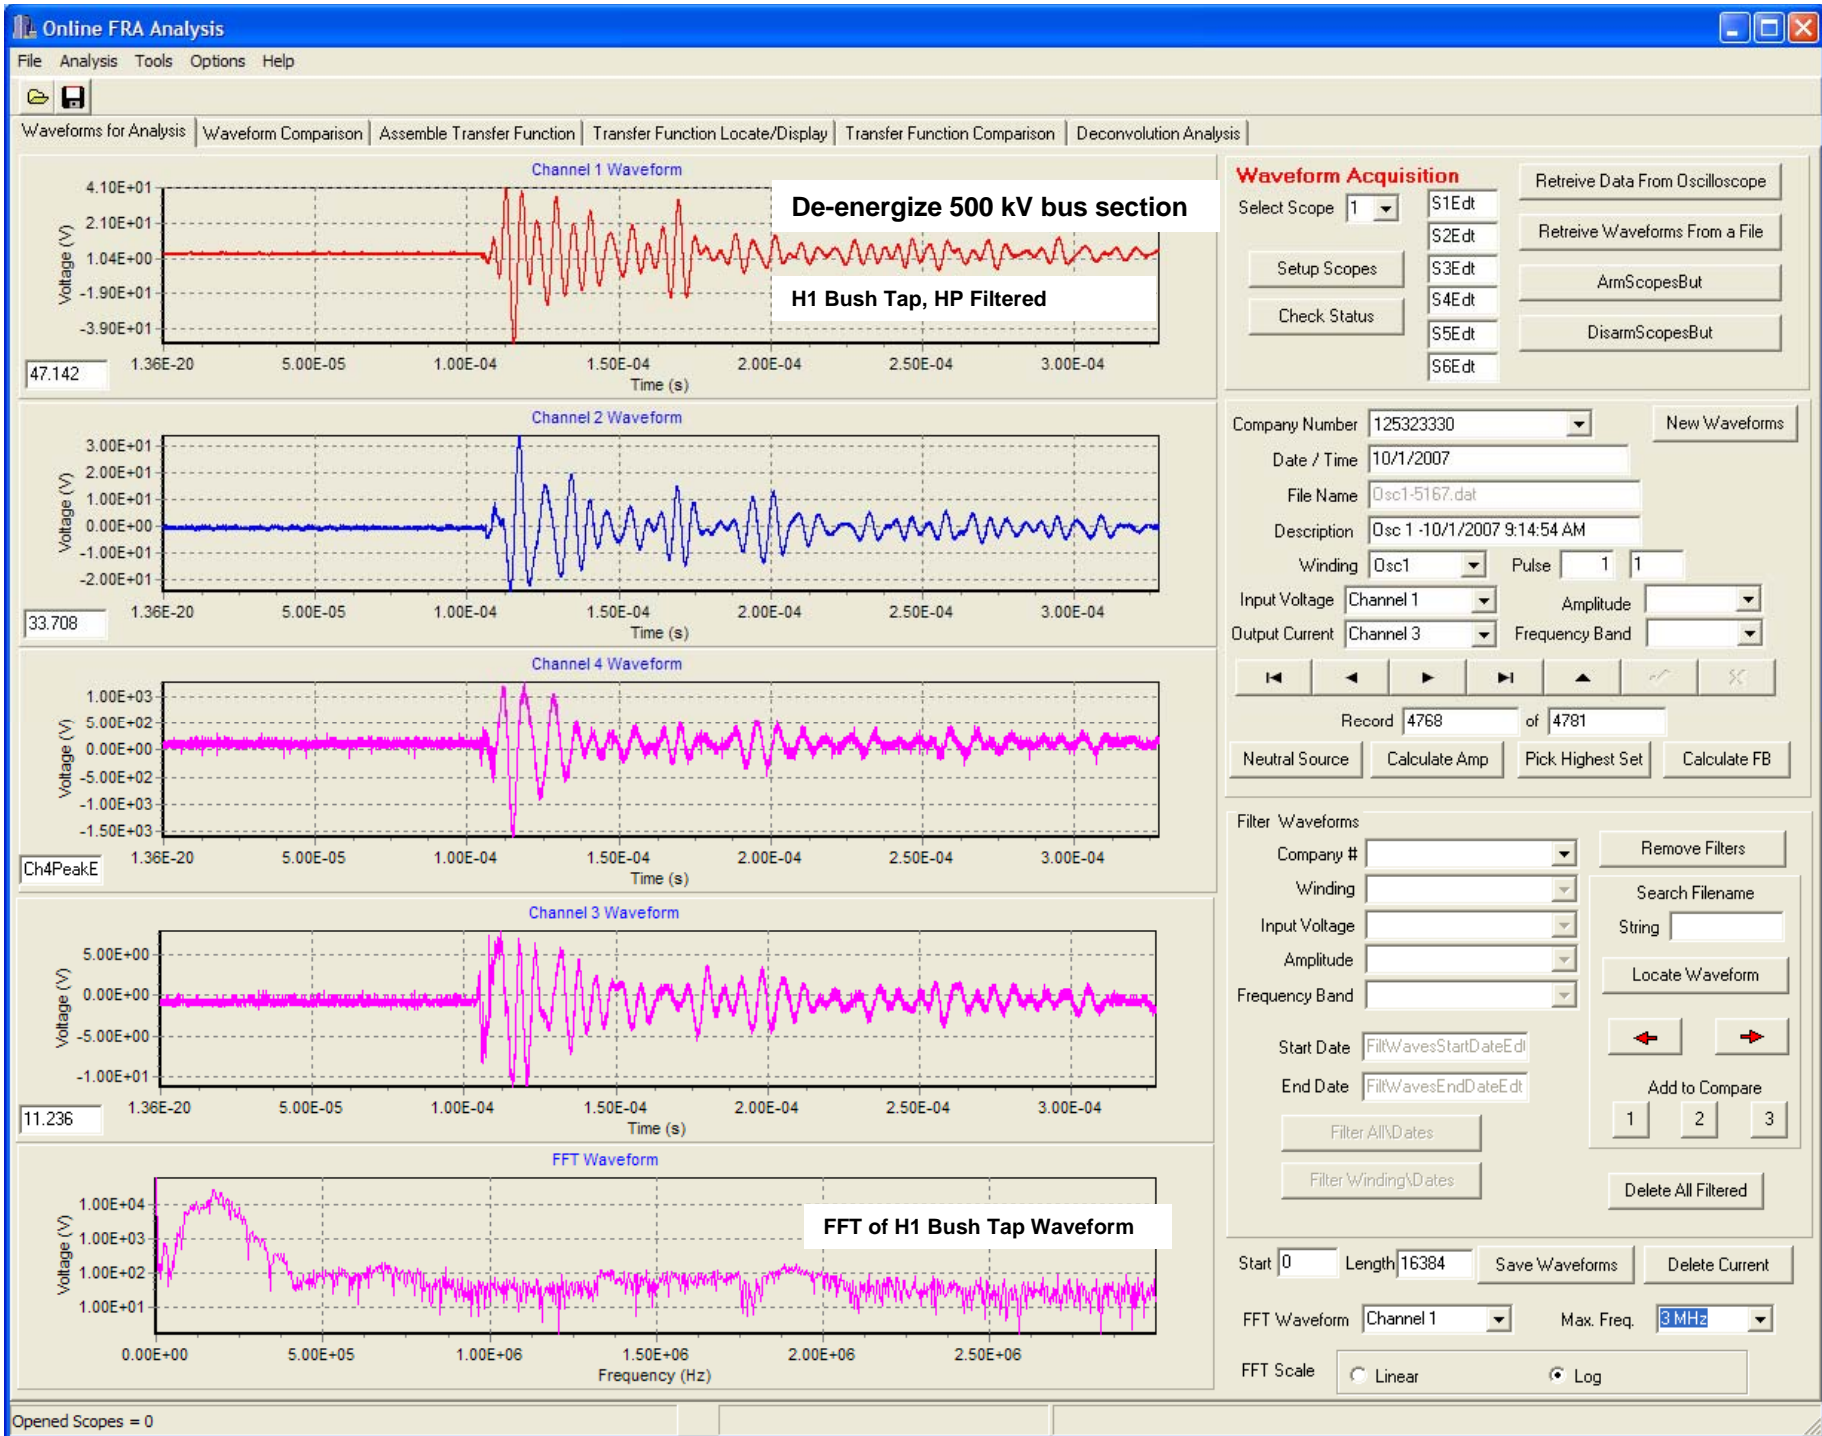 Online FRA Analysis
File Analysis Tools Options Help
Waveforms for Analysis Waveform Comparison Assemble Transfer Function Transfer Function Locate/Display Transfer Function Comparison Deconvolution Analysis
Channel 1 Waveform
De-energize 500 kV bus section
H1 Bush Tap, HP Filtered
Voltage (V)
4.10E+01
2.10E+01
1.04E+00
-1.90E+01
-3.90E+01
1.36E-20 5.00E-05 1.00E-04 1.50E-04 2.00E-04 2.50E-04 3.00E-04
Time (s)
47.142
Channel 2 Waveform
Voltage (V)
3.00E+01
2.00E+01
1.00E+01
0.00E+00
-1.00E+01
-2.00E+01
1.36E-20 5.00E-05 1.00E-04 1.50E-04 2.00E-04 2.50E-04 3.00E-04
Time (s)
33.708
Channel 4 Waveform
Voltage (V)
1.00E+03
5.00E+02
0.00E+00
-5.00E+02
-1.00E+03
-1.50E+03
1.36E-20 5.00E-05 1.00E-04 1.50E-04 2.00E-04 2.50E-04 3.00E-04
Time (s)
Ch4PeakE
Channel 3 Waveform
Voltage (V)
5.00E+00
0.00E+00
-5.00E+00
-1.00E+01
1.36E-20 5.00E-05 1.00E-04 1.50E-04 2.00E-04 2.50E-04 3.00E-04
Time (s)
11.236
FFT Waveform
FFT of H1 Bush Tap Waveform
Voltage (V)
1.00E+04
1.00E+03
1.00E+02
1.00E+01
0.00E+00 5.00E+05 1.00E+06 1.50E+06 2.00E+06 2.50E+06
Frequency (Hz)
Waveform Acquisition
Select Scope 1
Setup Scopes
Check Status
S1Edt
S2Edt
S3Edt
S4Edt
S5Edt
S6Edt
Retreive Data From Oscilloscope
Retreive Waveforms From a File
ArmScopesBut
DisarmScopesBut
Company Number 125323330 New Waveforms
Date / Time 10/1/2007
File Name Osc1-5167.dat
Description Osc 1 -10/1/2007 9:14:54 AM
Winding Osc1 Pulse 1 1
Input Voltage Channel 1 Amplitude
Output Current Channel 3 Frequency Band
Record 4768 of 4781
Neutral Source Calculate Amp Pick Highest Set Calculate FB
Filter Waveforms
Company #
Winding
Input Voltage
Amplitude
Frequency Band
Start Date FiltWavesStartDateEdt
End Date FiltWavesEndDateEdt
Filter All\Dates
Filter Winding\Dates
Remove Filters
Search Filename
String
Locate Waveform
Add to Compare
1 2 3
Delete All Filtered
Start 0 Length 16384 Save Waveforms Delete Current
FFT Waveform Channel 1 Max. Freq. 3 MHz
FFT Scale Linear Log
Opened Scopes = 0